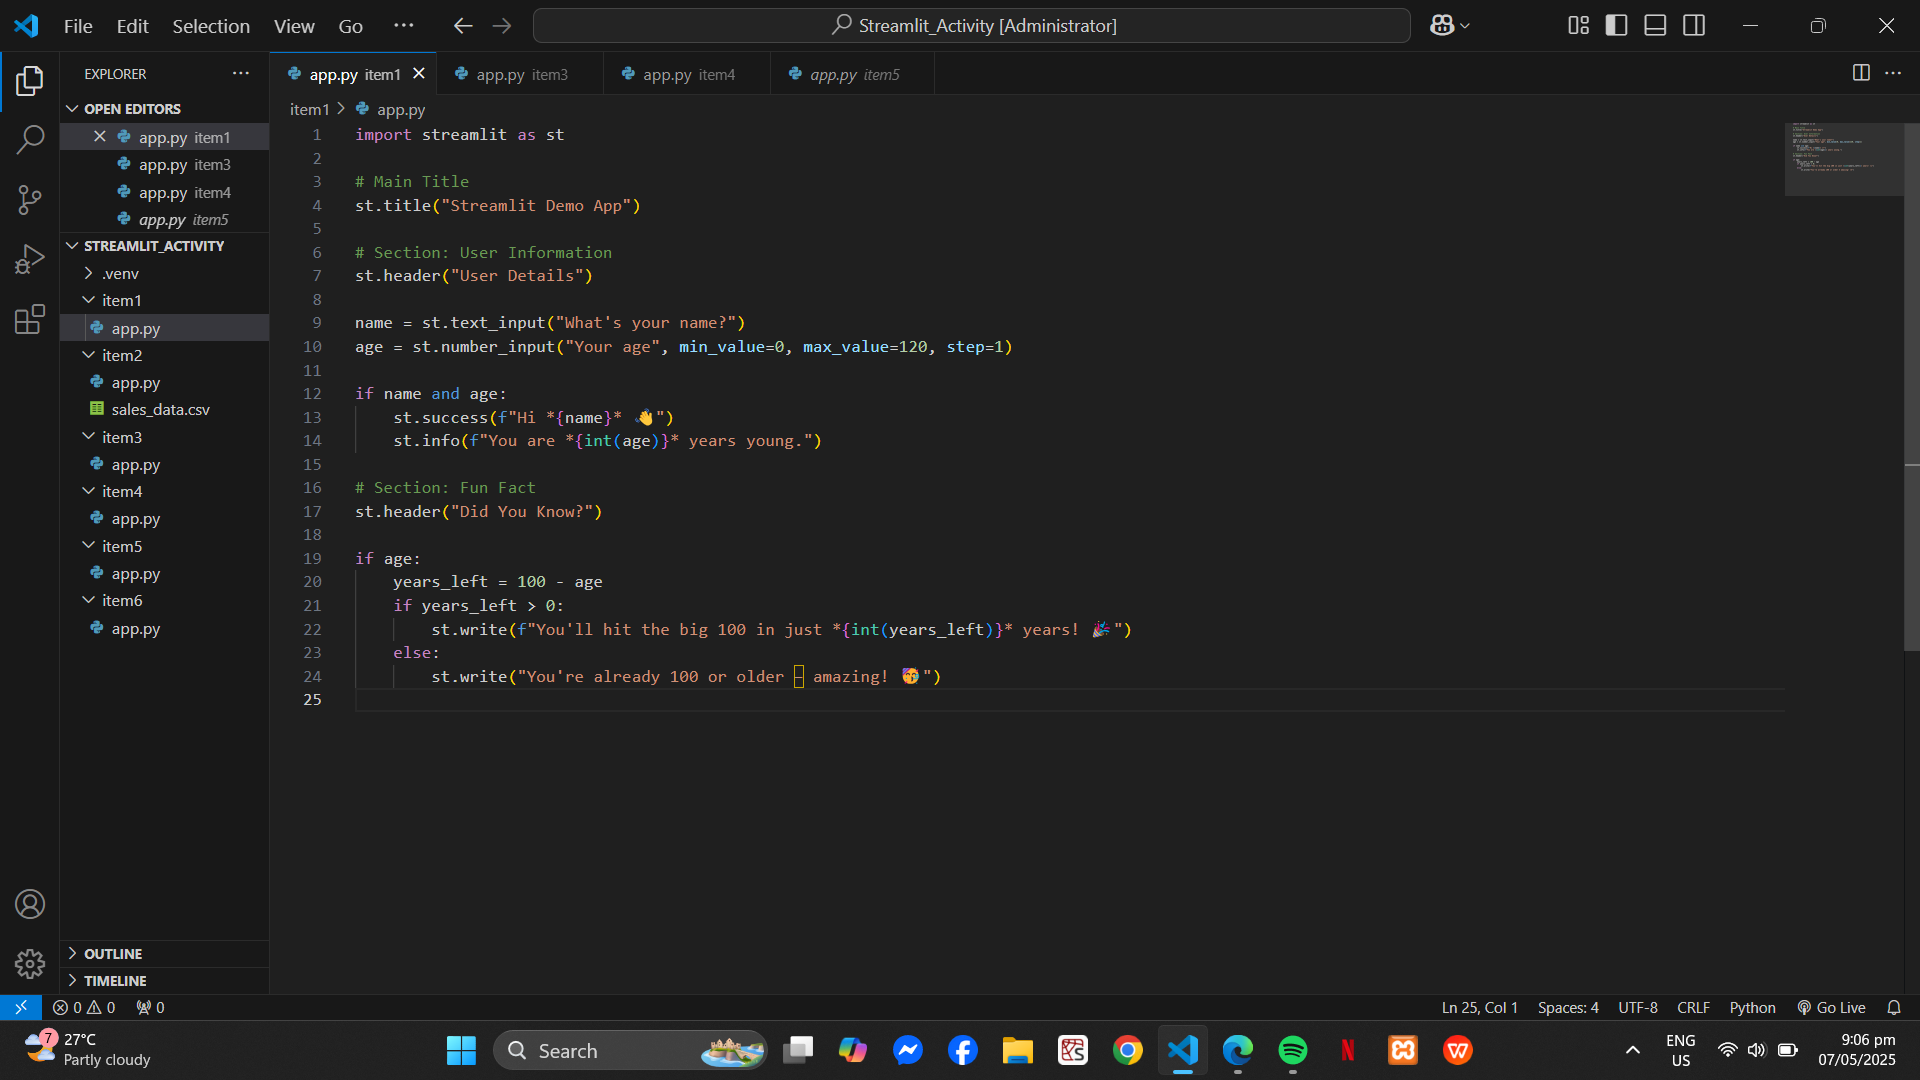 File Edit Selection View Go ··· Streamlit_Activity [Administrator]
EXPLORER ···
app.py item1
app.py item3
app.py item4
app.py item5
OPEN EDITORS
app.py item1
app.py item3
app.py item4
app.py item5
STREAMLIT_ACTIVITY
.venv
item1
app.py
item2
app.py
sales_data.csv
item3
app.py
item4
app.py
item5
app.py
item6
app.py
OUTLINE
TIMELINE
item1 > app.py
1 import streamlit as st
2
3 # Main Title
4 st.title("Streamlit Demo App")
5
6 # Section: User Information
7 st.header("User Details")
8
9 name = st.text_input("What's your name?")
10 age = st.number_input("Your age", min_value=0, max_value=120, step=1)
11
12 if name and age:
13     st.success(f"Hi *{name}* 👋")
14     st.info(f"You are *{int(age)}* years young.")
15
16 # Section: Fun Fact
17 st.header("Did You Know?")
18
19 if age:
20     years_left = 100 - age
21     if years_left > 0:
22         st.write(f"You'll hit the big 100 in just *{int(years_left)}* years! 🎉")
23     else:
24         st.write("You're already 100 or older – amazing! 🥳")
25
0 0 0
Ln 25, Col 1 Spaces: 4 UTF-8 CRLF Python Go Live
7
27°C
Partly cloudy
Search
ENG
US
9:06 pm
07/05/2025